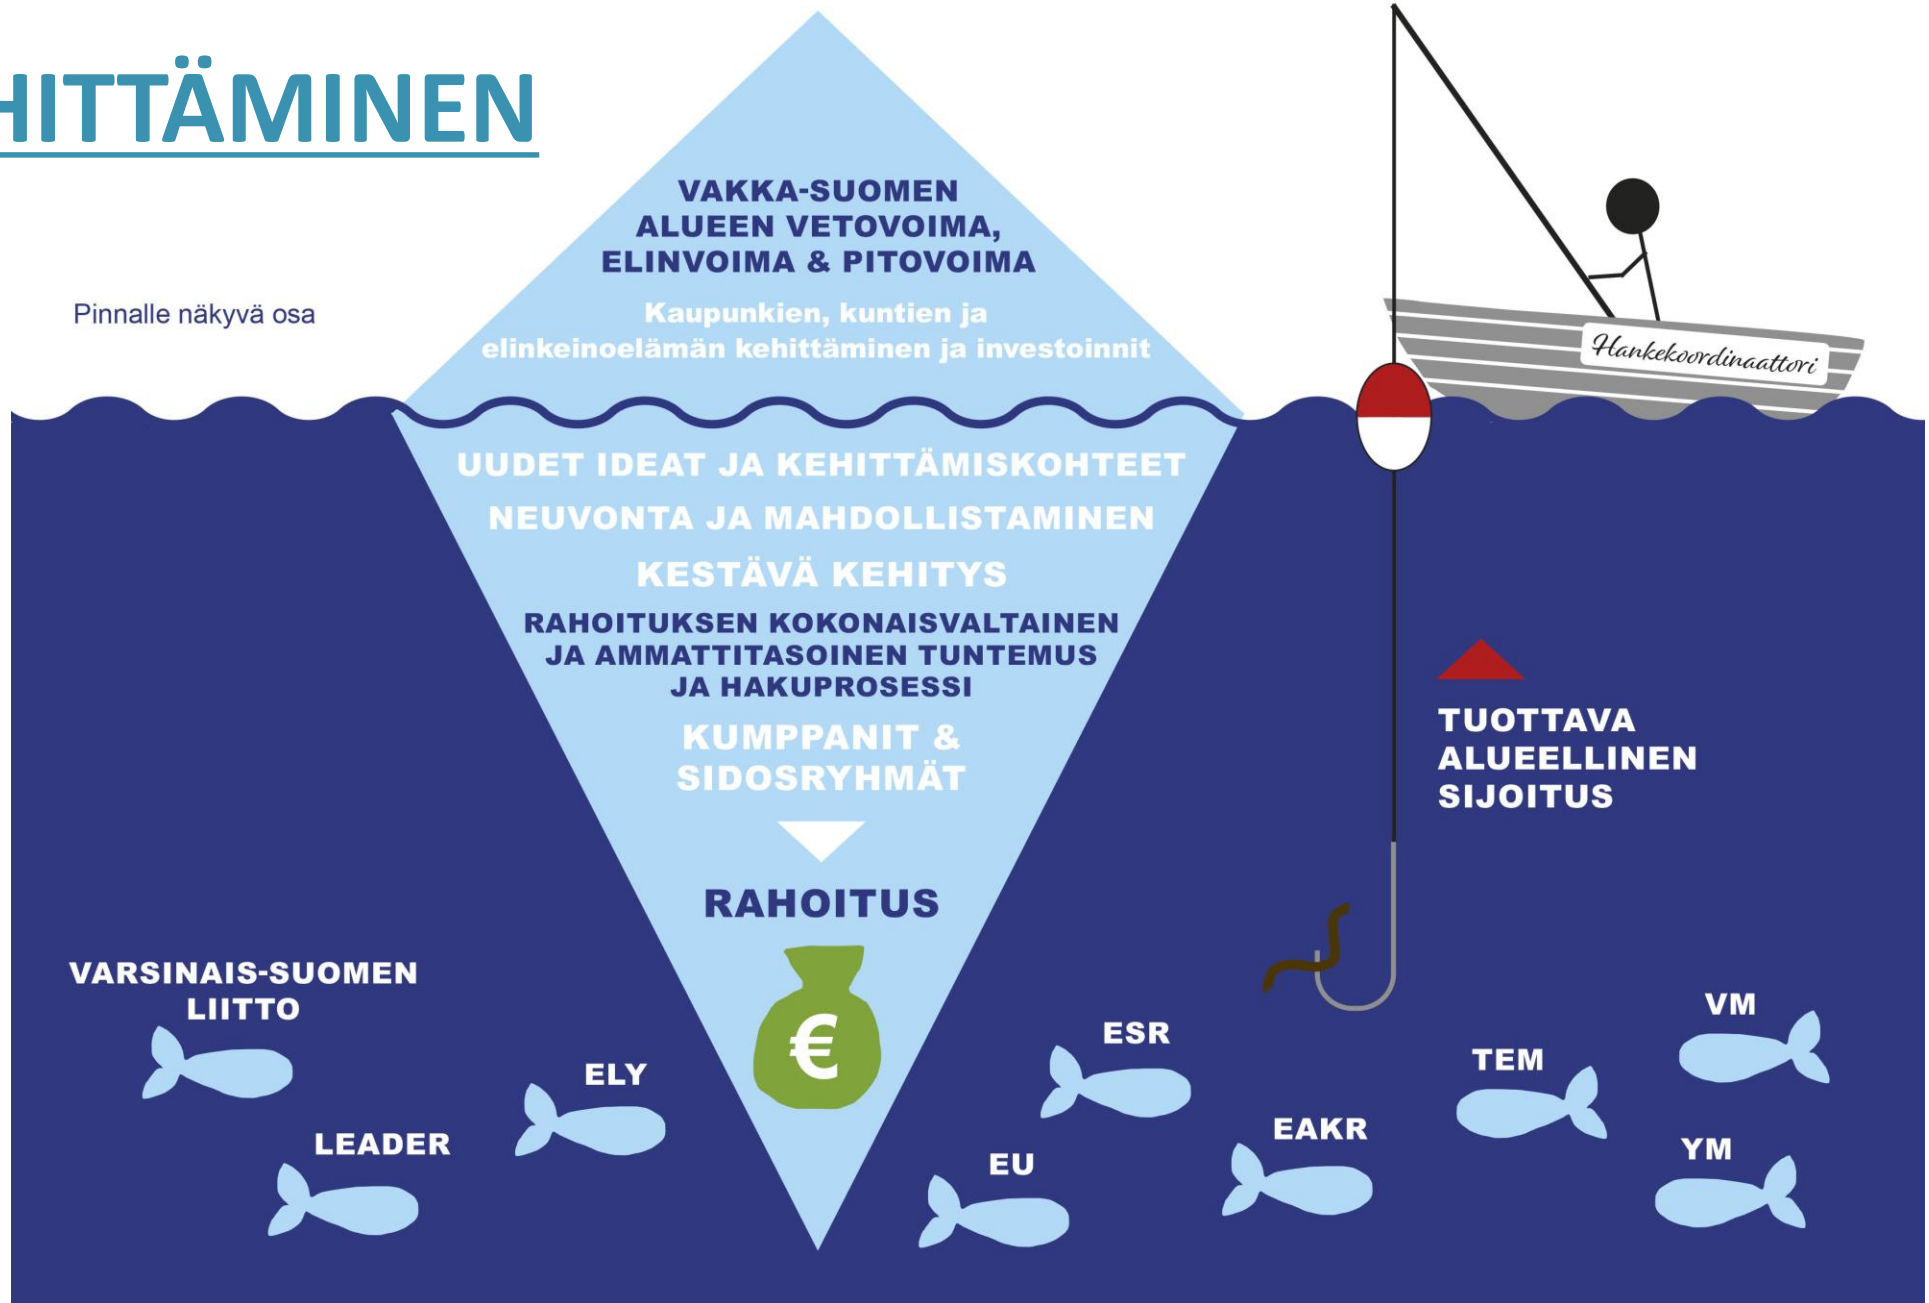 HITTÄMINEN
VAKKA-SUOMEN
ALUEEN VETOVOIMA,
ELINVOIMA & PITOVOIMA
Pinnalle näkyvä osa
Kaupunkien, kuntien ja
elinkeinoelämän kehittäminen ja investoinnit
Hankekoordinaattori
UUDET IDEAT JA KEHITTÄMISKOHTEET
NEUVONTA JA MAHDOLLISTAMINEN
KESTÄVÄ KEHITYS
RAHOITUKSEN KOKONAISVALTAINEN
JA AMMATTITASOINEN TUNTEMUS
JA HAKUPROSESSI
KUMPPANIT &
SIDOSRYHMÄT
TUOTTAVA
ALUEELLINEN
SIJOITUS
RAHOITUS
€
VARSINAIS-SUOMEN
LIITTO
ELY
LEADER
ESR
EU
EAKR
TEM
VM
YM